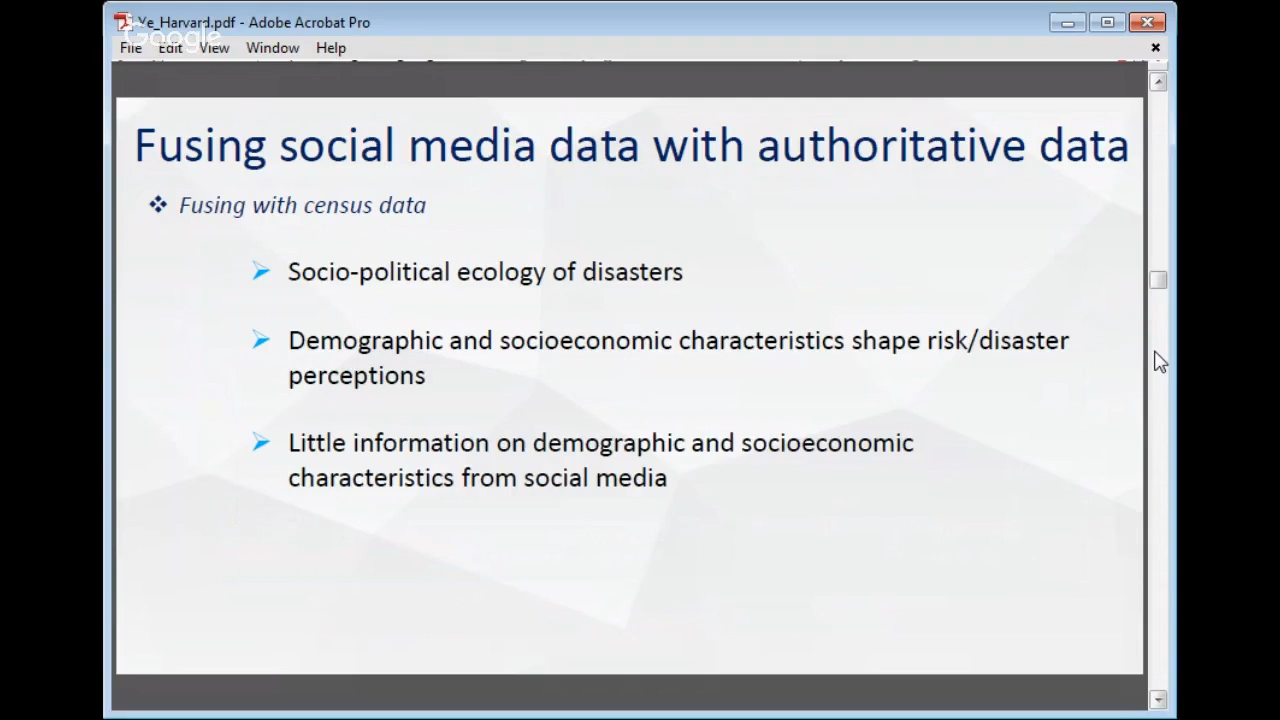 Ye_Harvard.pdf - Adobe Acrobat Pro
Google
File Edit View Window Help
Fusing social media data with authoritative data
Fusing with census data
Socio-political ecology of disasters
Demographic and socioeconomic characteristics shape risk/disaster
perceptions
Little information on demographic and socioeconomic
characteristics from social media